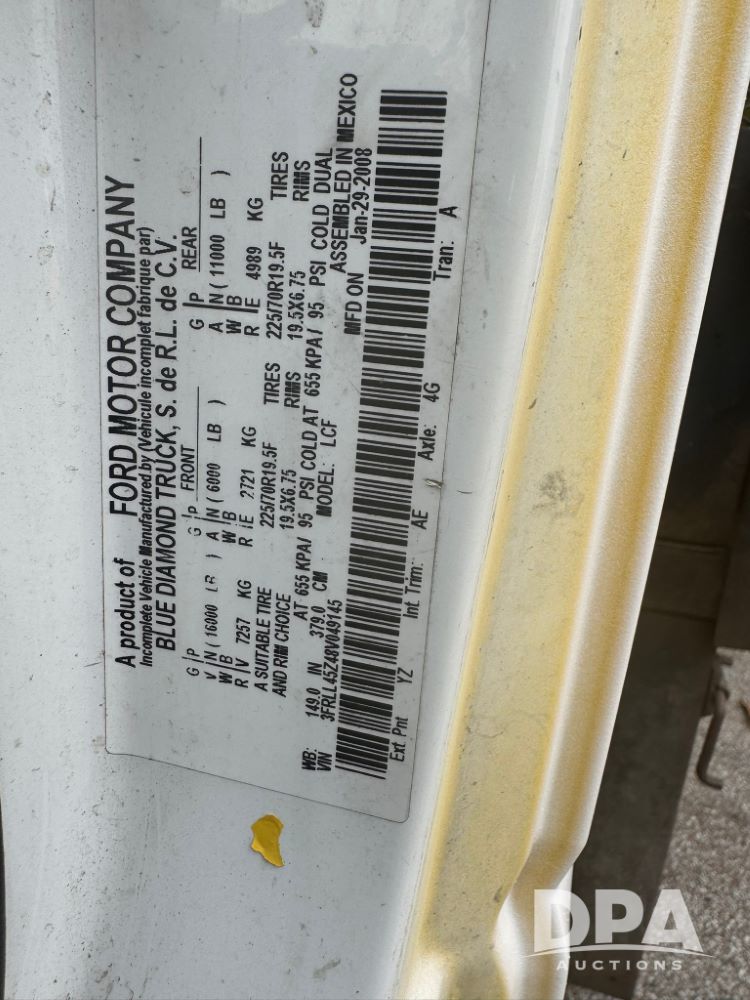 A product of FORD MOTOR COMPANY
Incomplete Vehicle Manufactured by (Vehicule incomplet fabrique par)
BLUE DIAMOND TRUCK, S. de R.L. de C.V.
G P FRONT G P REAR G P
V N (16000 LB ) A N (6000 LB ) A N (11000 LB )
W B W B W B
R V 7257 KG R E 2721 KG R E 4989 KG
A SUITABLE TIRE 225/70R19.5F TIRES 225/70R19.5F TIRES
AND RIM CHOICE 19.5X6.75 RIMS 19.5X6.75 RIMS
AT 655 KPA/ 95 PSI COLD AT 655 KPA/ 95 PSI COLD DUAL
WB: 149.0 IN 379.0 CM MODEL: LCF ASSEMBLED IN MEXICO
VIN 3FRLL45Z48V049145 MFD ON Jan-29-2008
Ext Pnt YZ Int Trim: AE Axle: 4G Tran: A
DPA
AUCTIONS